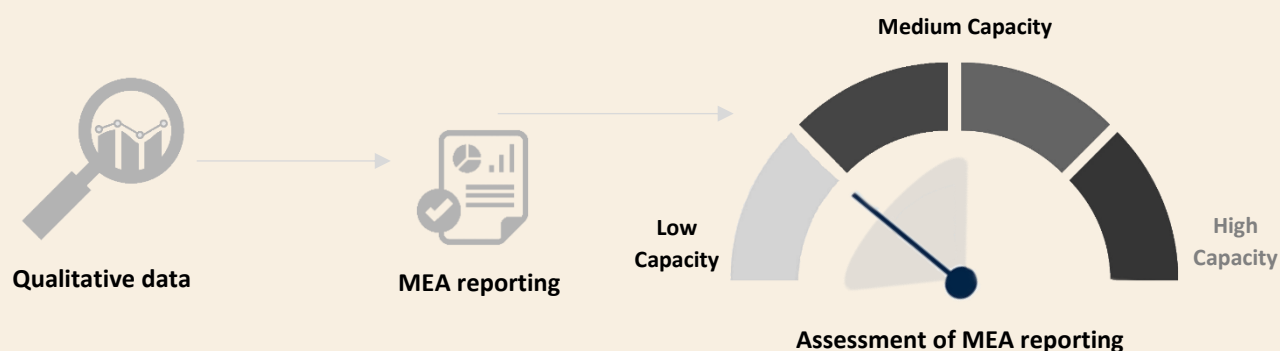 Medium Capacity
Low
Capacity
High
Capacity
Qualitative data
MEA reporting
Assessment of MEA reporting